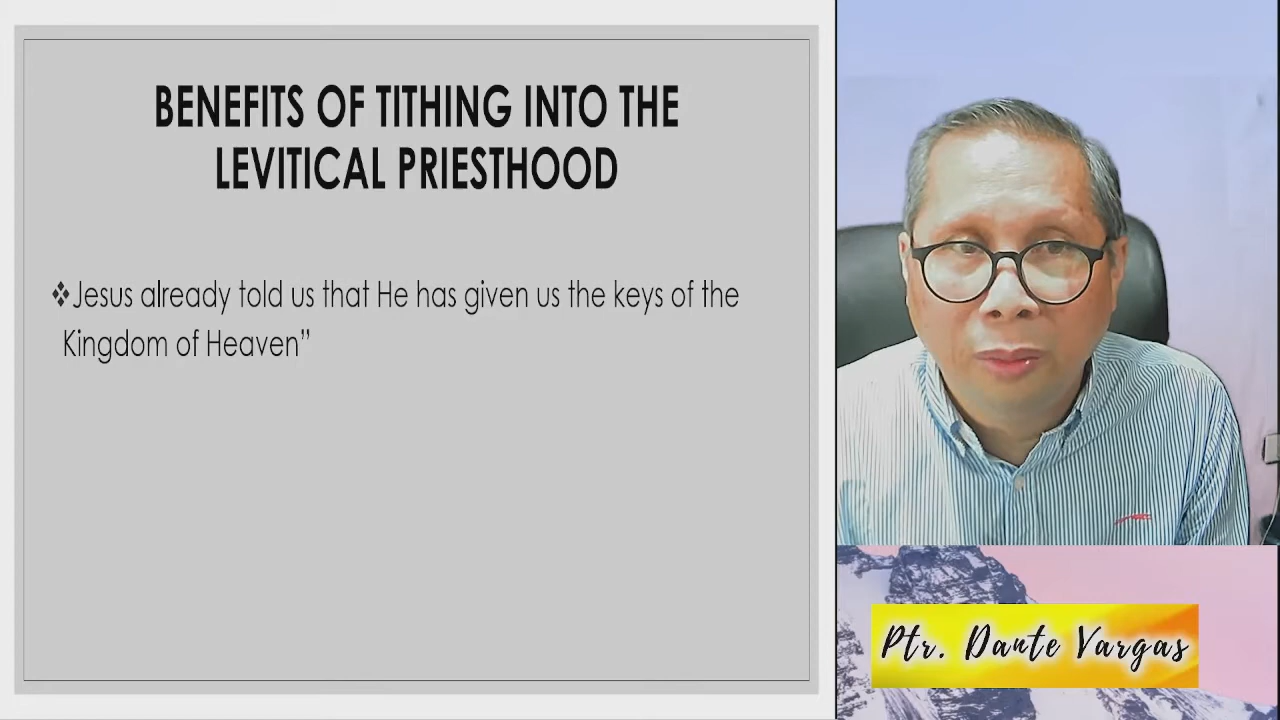 BENEFITS OF TITHING INTO THE
LEVITICAL PRIESTHOOD
❖Jesus already told us that He has given us the keys of the
Kingdom of Heaven”
Ptr. Dante Vargas